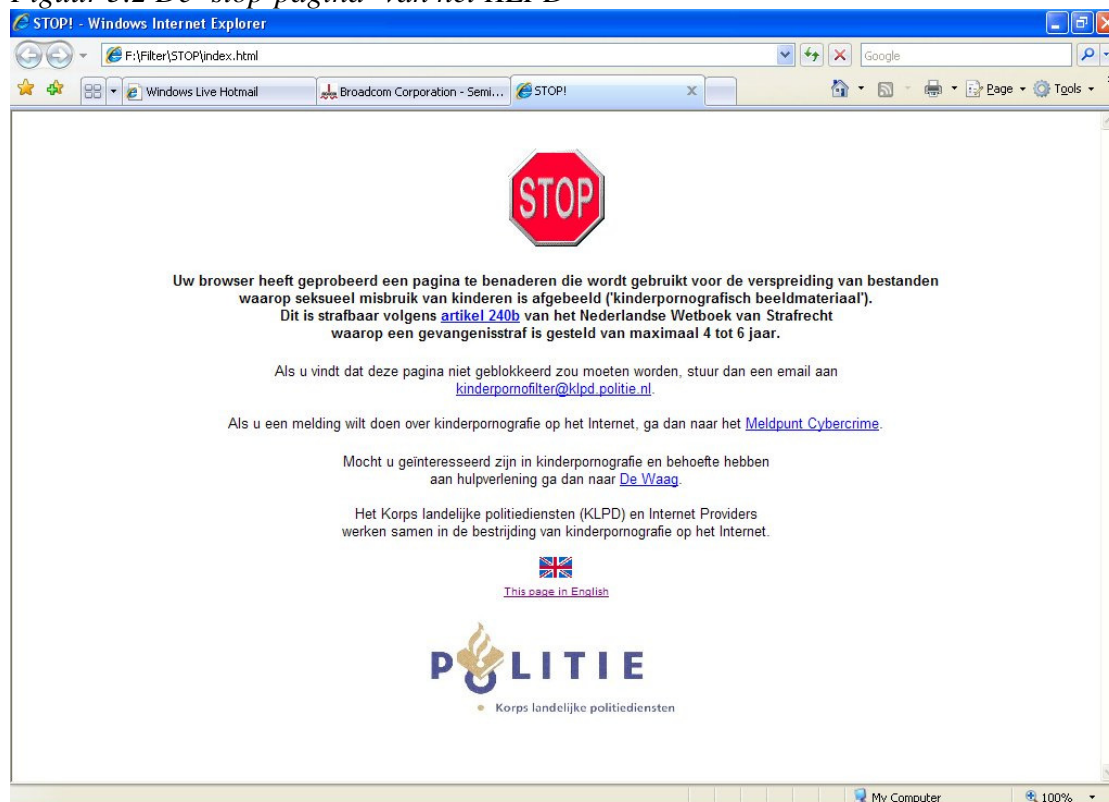 Figuur 3.2 De 'stop-pagina' van het KLPD
STOP! - Windows Internet Explorer
F:\Filter\STOP\index.html
Google
Windows Live Hotmail
Broadcom Corporation - Semi...
STOP!
Page
Tools
STOP
Uw browser heeft geprobeerd een pagina te benaderen die wordt gebruikt voor de verspreiding van bestanden
waarop seksueel misbruik van kinderen is afgebeeld ('kinderpornografisch beeldmateriaal').
Dit is strafbaar volgens artikel 240b van het Nederlandse Wetboek van Strafrecht
waarop een gevangenisstraf is gesteld van maximaal 4 tot 6 jaar.
Als u vindt dat deze pagina niet geblokkeerd zou moeten worden, stuur dan een email aan
kinderpornofilter@klpd.politie.nl.
Als u een melding wilt doen over kinderpornografie op het Internet, ga dan naar het Meldpunt Cybercrime.
Mocht u geïnteresseerd zijn in kinderpornografie en behoefte hebben
aan hulpverlening ga dan naar De Waag.
Het Korps landelijke politiediensten (KLPD) en Internet Providers
werken samen in de bestrijding van kinderpornografie op het Internet.
This page in English
POLITIE
Korps landelijke politiediensten
My Computer
100%